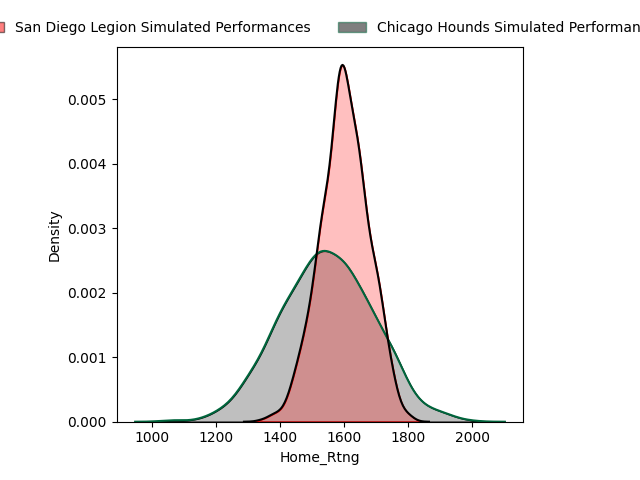 San Diego Legion Simulated Performances
Chicago Hounds Simulated Performan
0.005
0.004
0.003
0.002
0.001
0.000
Density
1000 1200 1400 1600 1800 2000
Home_Rtng